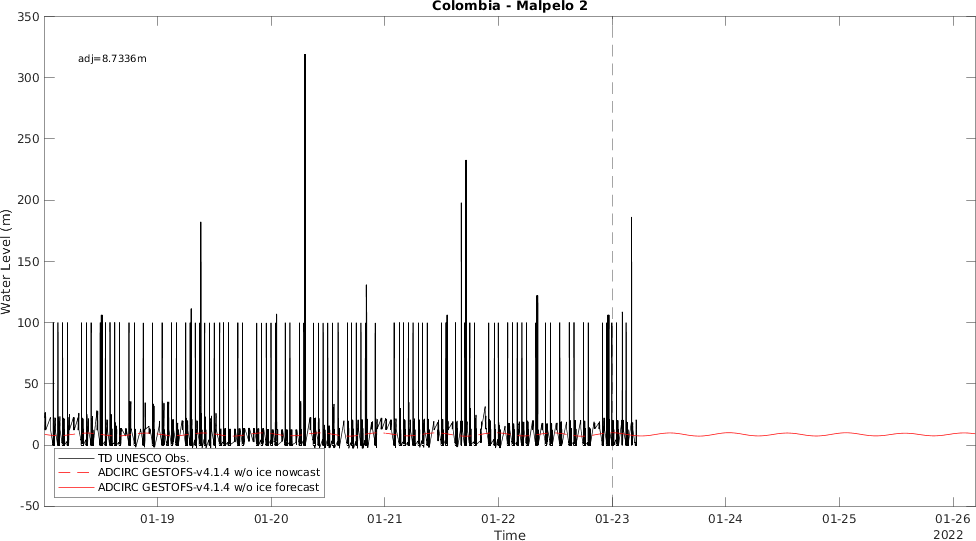 Colombia - Malpelo 2
adj=8.7336m
Water Level (m)
350
300
250
200
150
100
50
0
-50
TD UNESCO Obs.
ADCIRC GESTOFS-v4.1.4 w/o ice nowcast
ADCIRC GESTOFS-v4.1.4 w/o ice forecast
01-19
01-20
01-21
01-22
01-23
01-24
01-25
01-26
2022
Time